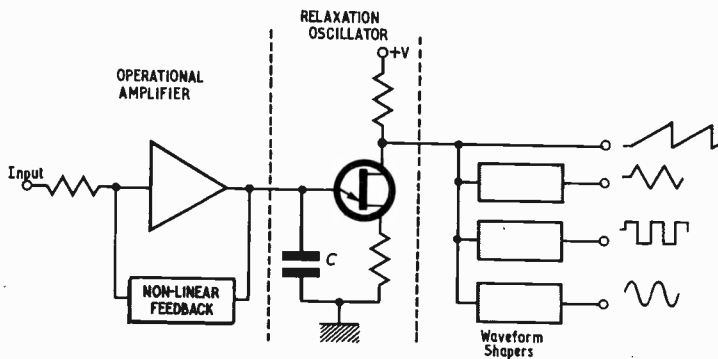 RELAXATION
OSCILLATOR
+V
OPERATIONAL
AMPLIFIER
Input
C
NON-LINEAR
FEEDBACK
Waveform
Shapers